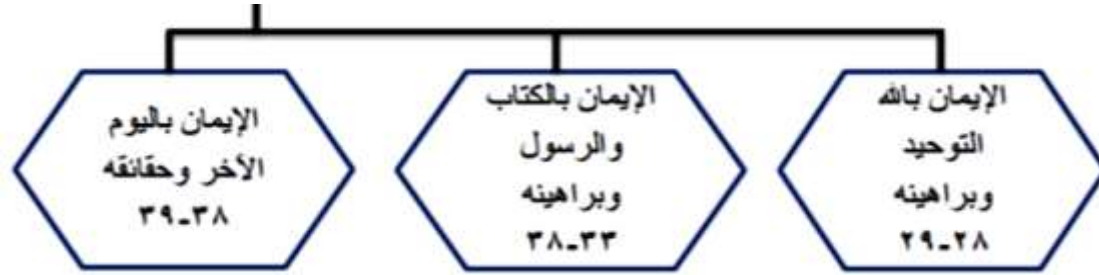 الإيمان بالله
التوحيد
وبراهينه
٢٨-٢٩
الإيمان بالكتاب
والرسول
وبراهينه
٣٣-٣٨
الإيمان باليوم
الأخر وحقائقه
٣٨-٣٩